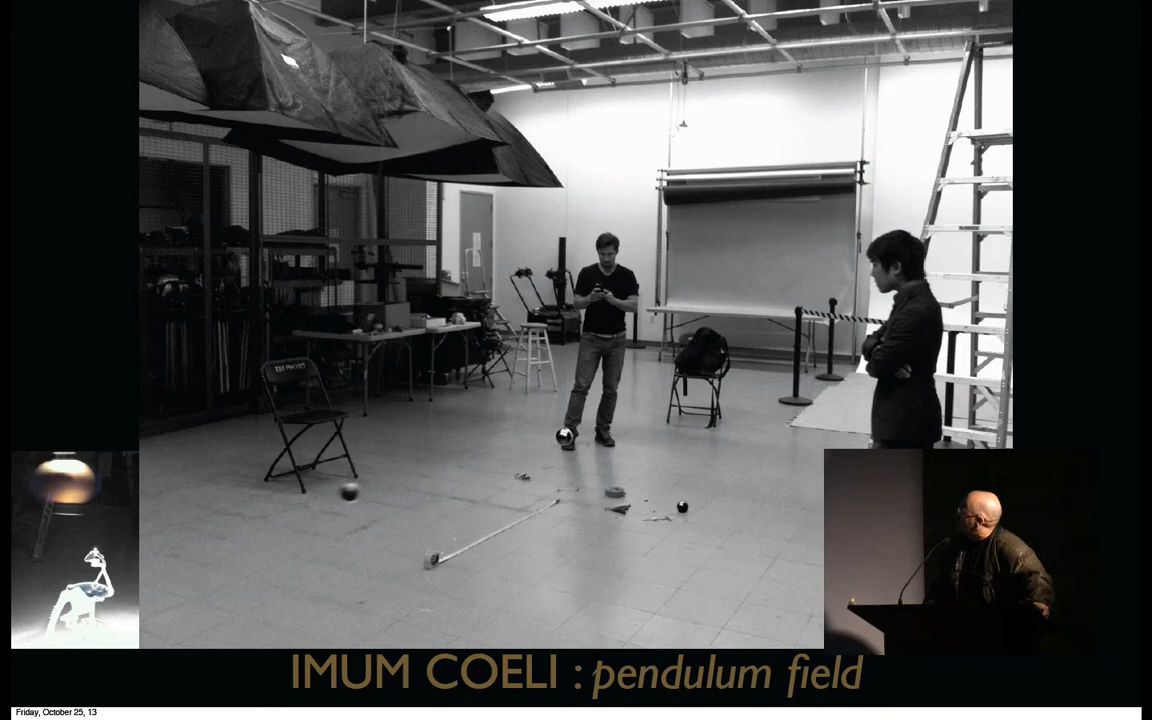 IMUM COELI : pendulum field
Friday, October 25, 13